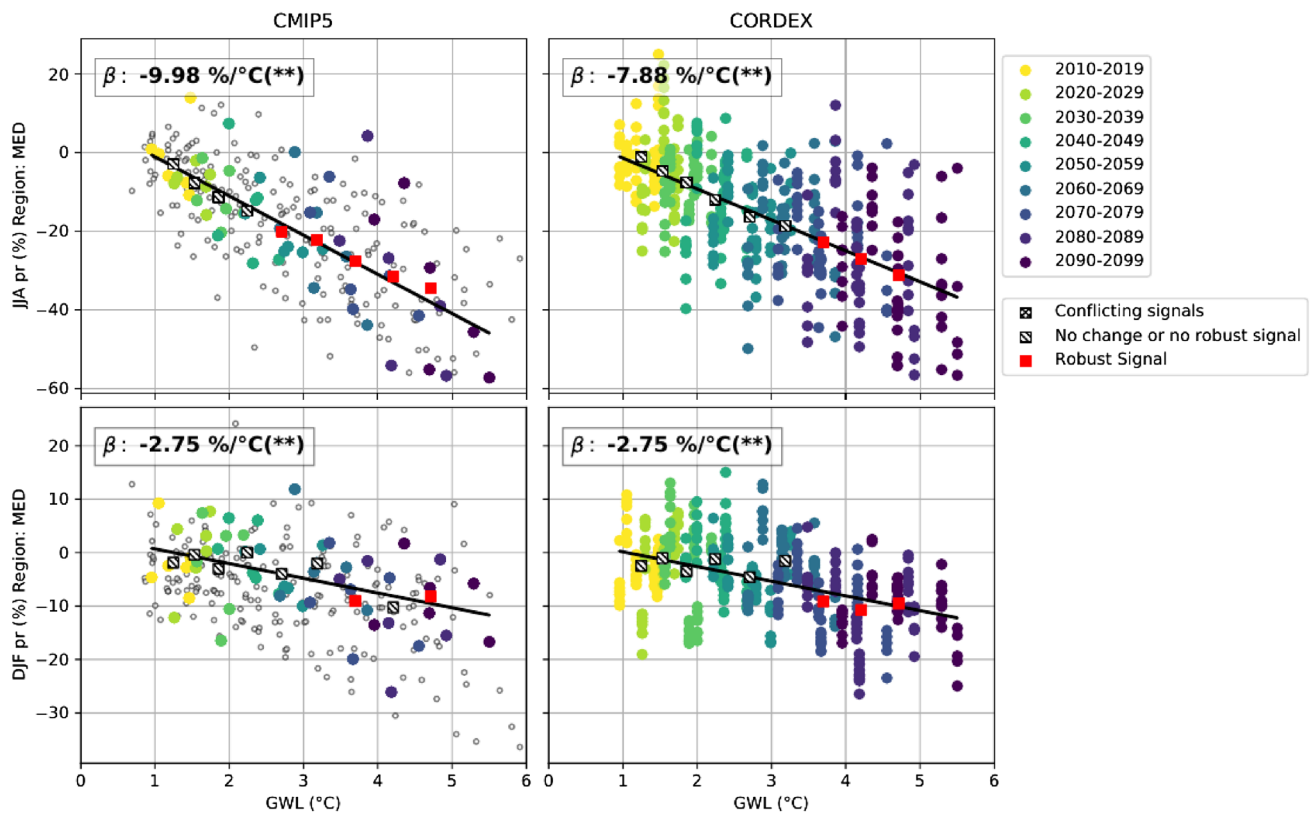 CMIP5
CORDEX
β : -9.98 %/°C(**)
β : -7.88 %/°C(**)
JJA pr (%) Region: MED
20
0
−20
−40
−60
2010-2019
2020-2029
2030-2039
2040-2049
2050-2059
2060-2069
2070-2079
2080-2089
2090-2099
Conflicting signals
No change or no robust signal
Robust Signal
β : -2.75 %/°C(**)
β : -2.75 %/°C(**)
DJF pr (%) Region: MED
20
10
0
−10
−20
−30
0 1 2 3 4 5 6
0 1 2 3 4 5 6
GWL (°C)
GWL (°C)